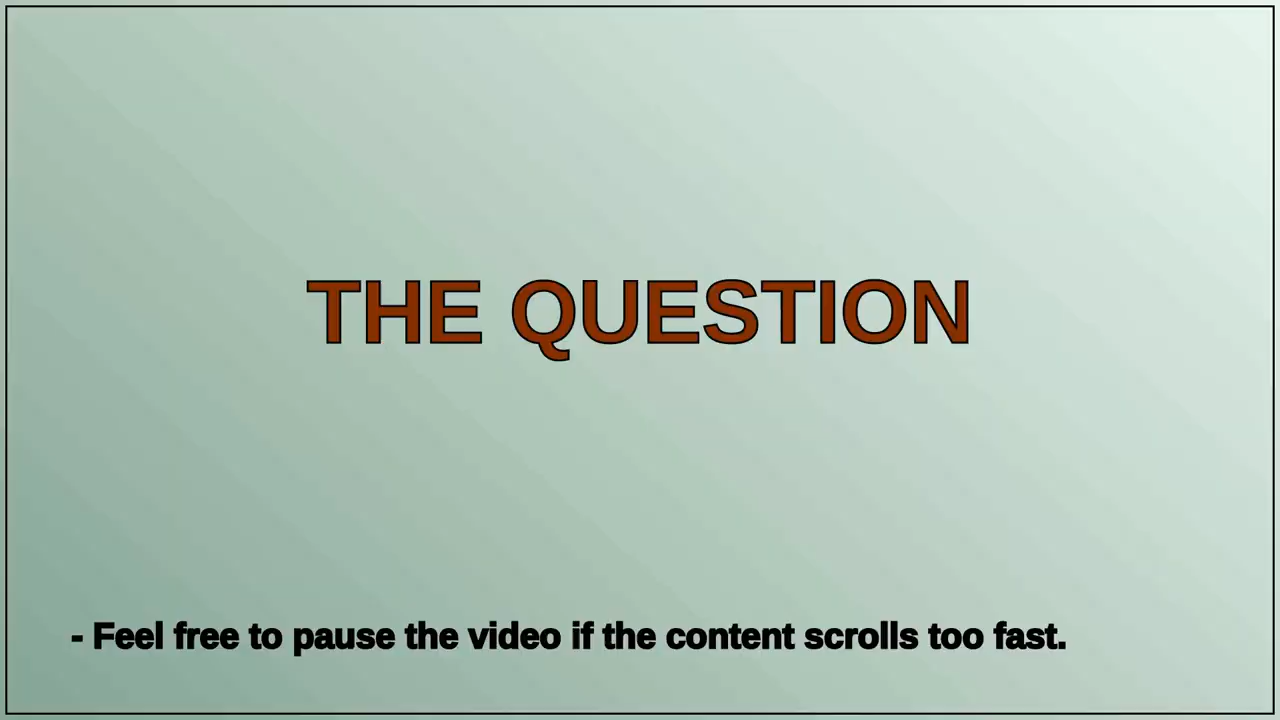 THE QUESTION
- Feel free to pause the video if the content scrolls too fast.